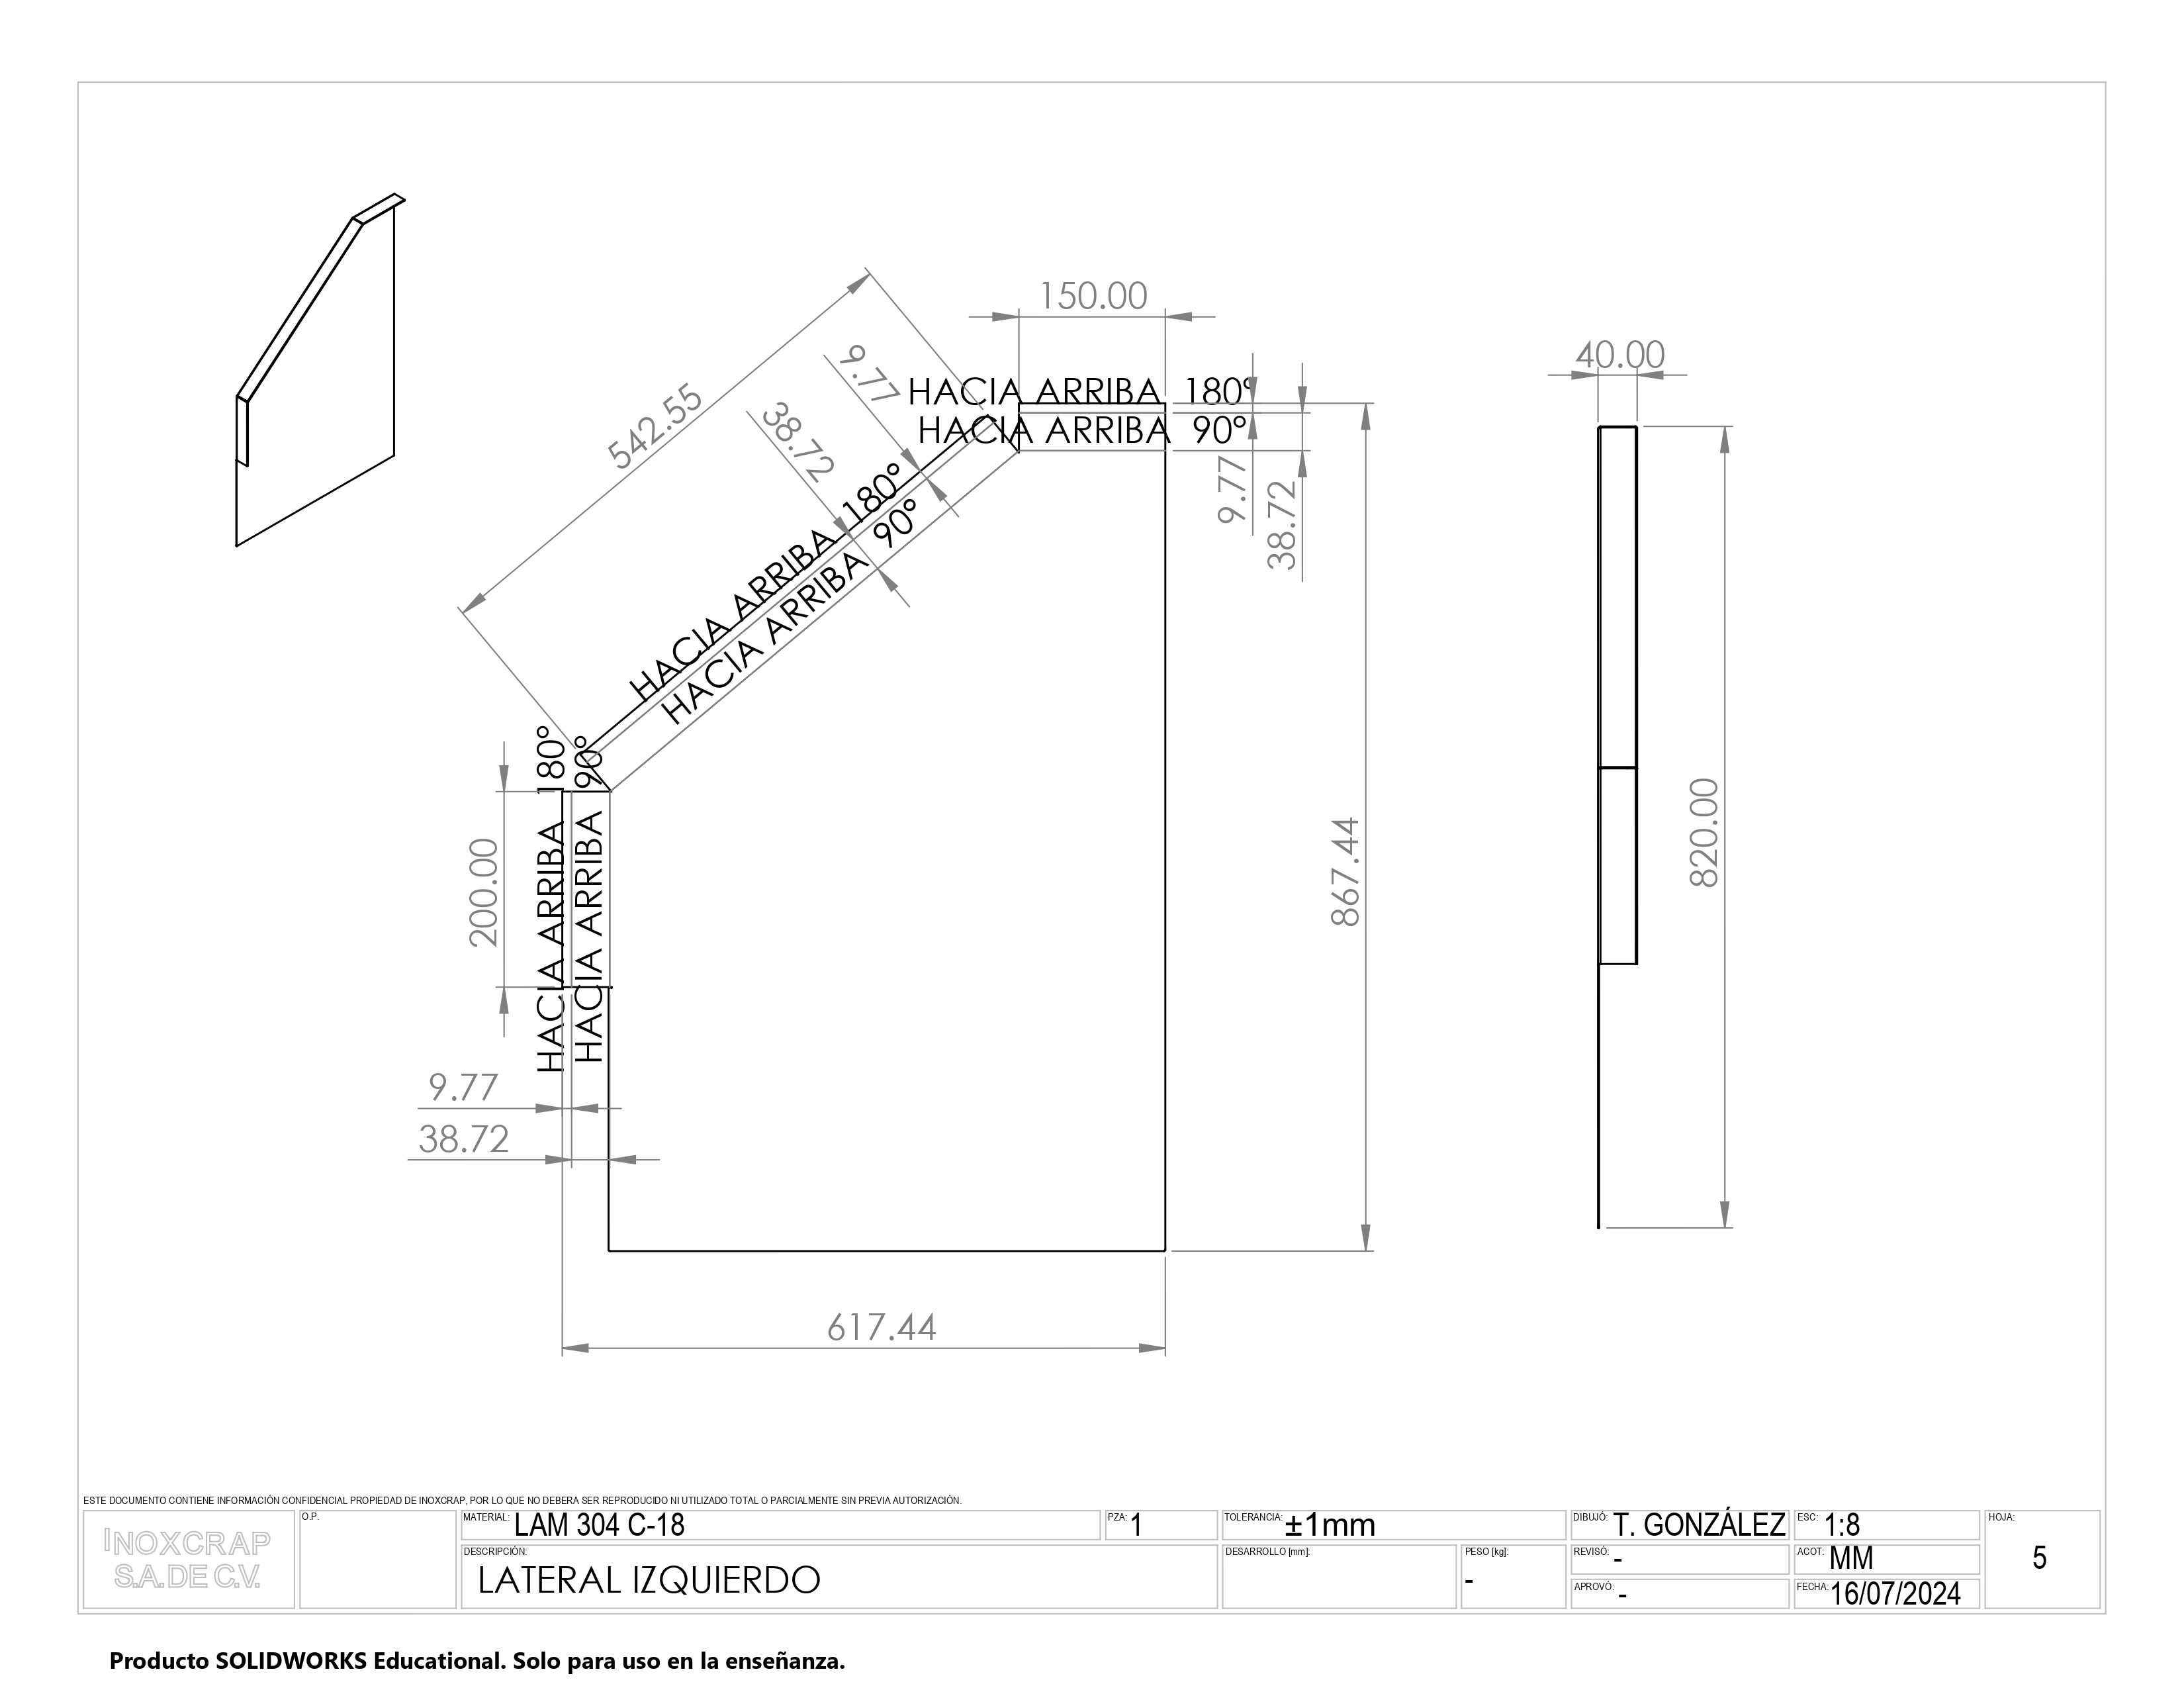 150.00
40.00
9.77
542.55
38.72
HACIA ARRIBA 180°
HACIA ARRIBA 90°
9.77
38.72
HACIA ARRIBA 180°
HACIA ARRIBA 90°
HACIA ARRIBA 180°
HACIA ARRIBA 90°
200.00
867.44
820.00
9.77
38.72
617.44
ESTE DOCUMENTO CONTIENE INFORMACIÓN CONFIDENCIAL PROPIEDAD DE INOXCRAP, POR LO QUE NO DEBERA SER REPRODUCIDO NI UTILIZADO TOTAL O PARCIALMENTE SIN PREVIA AUTORIZACIÓN.
INOXCRAP
S.A. DE C.V.
O.P.
MATERIAL: LAM 304 C-18
PZA: 1
TOLERANCIA: ±1mm
DIBUJÓ: T. GONZÁLEZ
ESC: 1:8
HOJA:
5
DESCRIPCIÓN:
LATERAL IZQUIERDO
DESARROLLO [mm]:
PESO [kg]:
-
REVISÓ: -
ACOT: MM
APROVÓ: -
FECHA: 16/07/2024
Producto SOLIDWORKS Educational. Solo para uso en la enseñanza.